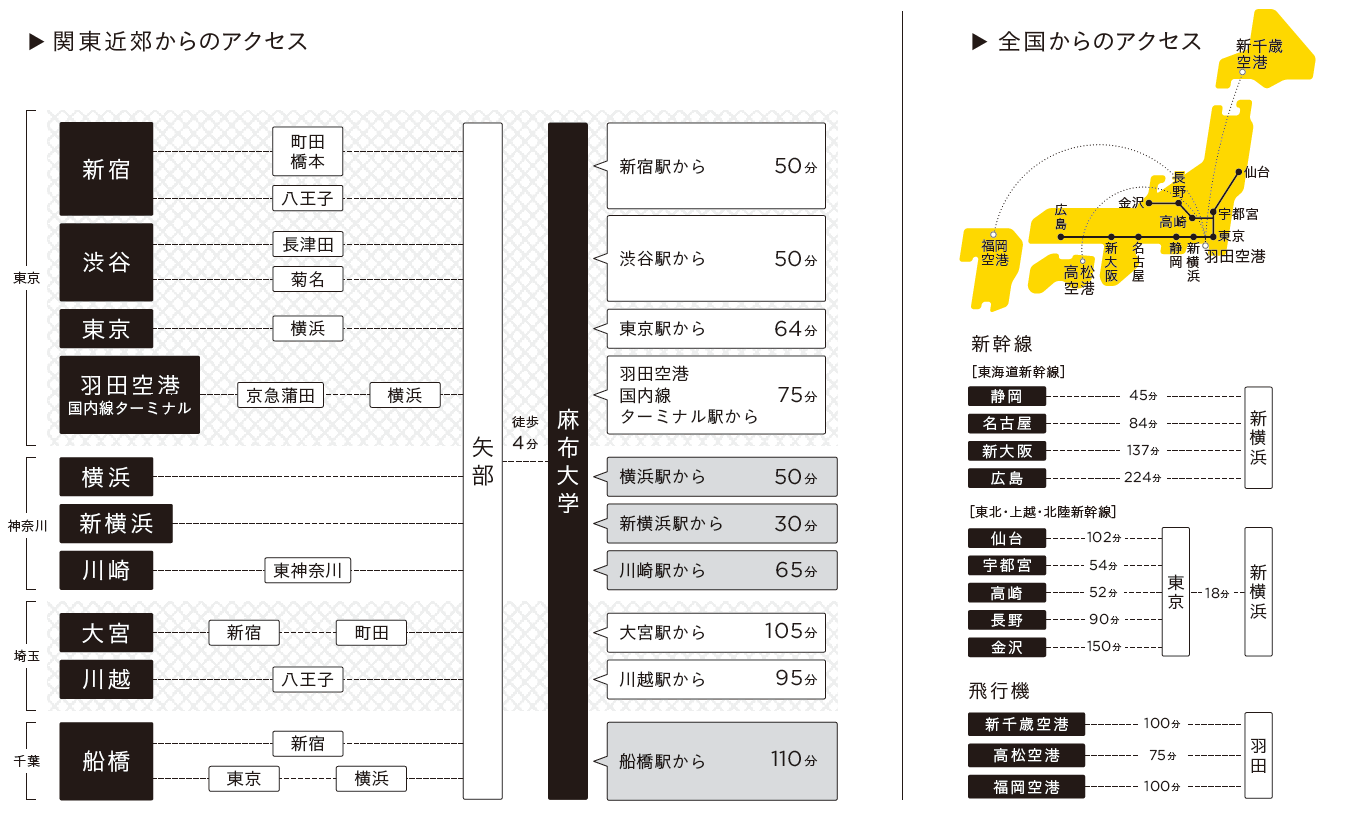 ▶ 関東近郊からのアクセス
東京
新宿
町田
橋本
八王子
新宿駅から 50分
渋谷
長津田
菊名
渋谷駅から 50分
東京
横浜
東京駅から 64分
羽田空港
国内線ターミナル
京急蒲田
横浜
羽田空港
国内線
ターミナル駅から
75分
矢部
徒歩
4分
麻布大学
神奈川
横浜
横浜駅から 50分
新横浜
新横浜駅から 30分
川崎
東神奈川
川崎駅から 65分
埼玉
大宮
新宿
町田
大宮駅から 105分
川越
八王子
川越駅から 95分
千葉
船橋
新宿
東京
横浜
船橋駅から 110分
▶ 全国からのアクセス
新千歳
空港
仙台
長野
金沢
高崎
宇都宮
広島
東京
福岡
空港
高松
空港
新大阪
名古屋
静岡
新横浜
羽田空港
新幹線
[東海道新幹線]
静岡 45分
名古屋 84分
新大阪 137分
広島 224分
新横浜
[東北・上越・北陸新幹線]
仙台 102分
宇都宮 54分
高崎 52分
長野 90分
金沢 150分
東京
18分
新横浜
飛行機
新千歳空港 100分
高松空港 75分
福岡空港 100分
羽田